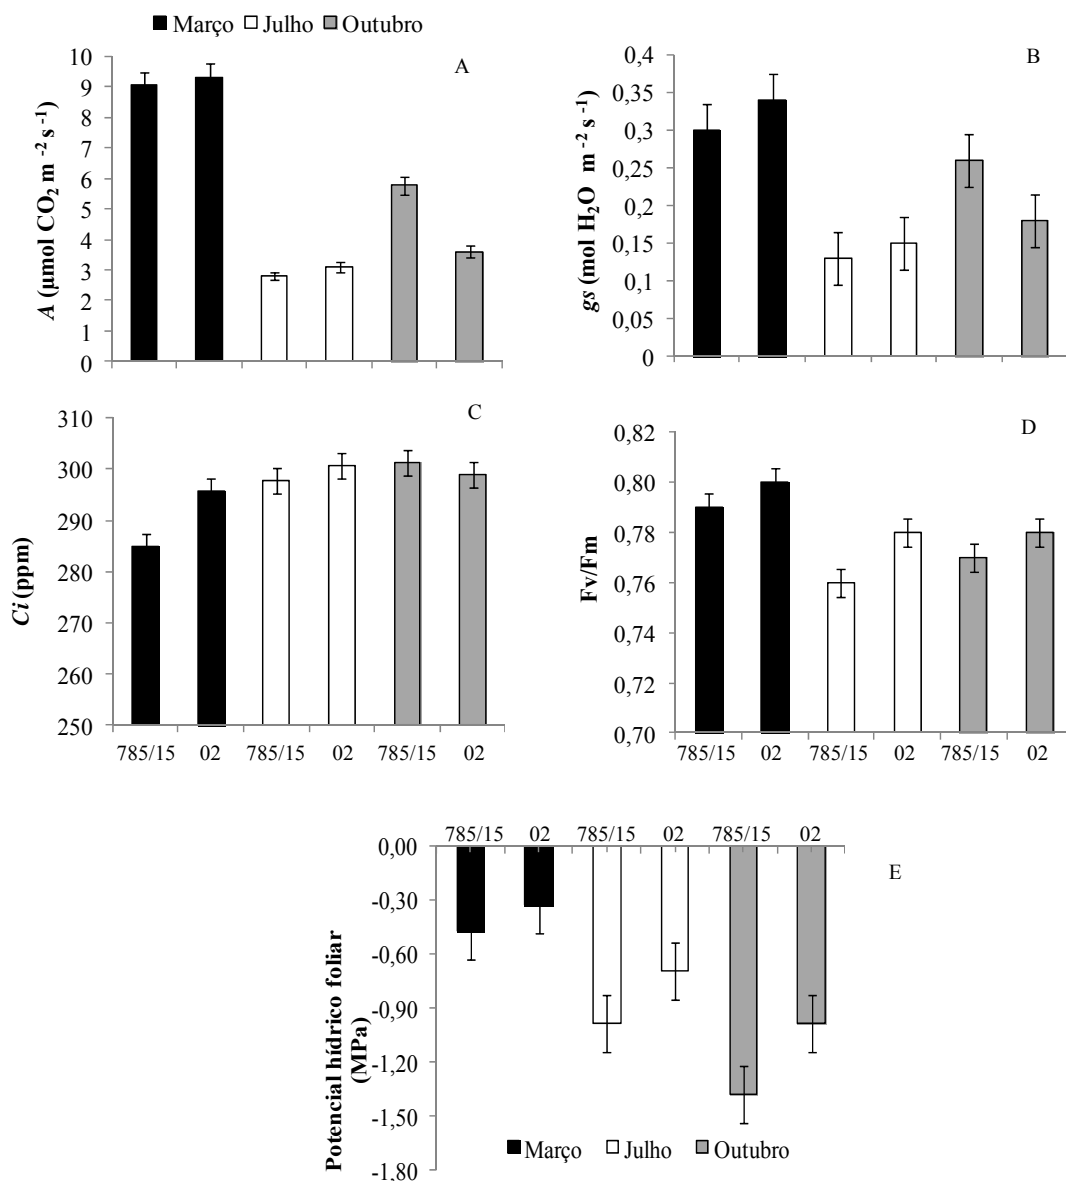 Março Julho Outubro
A
A (µmol CO2 m -2 s -1)
10
9
8
7
6
5
4
3
2
1
0
B
gs (mol H2O m -2 s -1)
0,4
0,35
0,3
0,25
0,2
0,15
0,1
0,05
0
C
Ci (ppm)
310
300
290
280
270
260
250
785/15 02 785/15 02 785/15 02
D
Fv/Fm
0,82
0,80
0,78
0,76
0,74
0,72
0,70
785/15 02 785/15 02 785/15 02
785/15 02 785/15 02 785/15 02
E
Potencial hídrico foliar
(MPa)
0,00
-0,30
-0,60
-0,90
-1,20
-1,50
-1,80
Março Julho Outubro